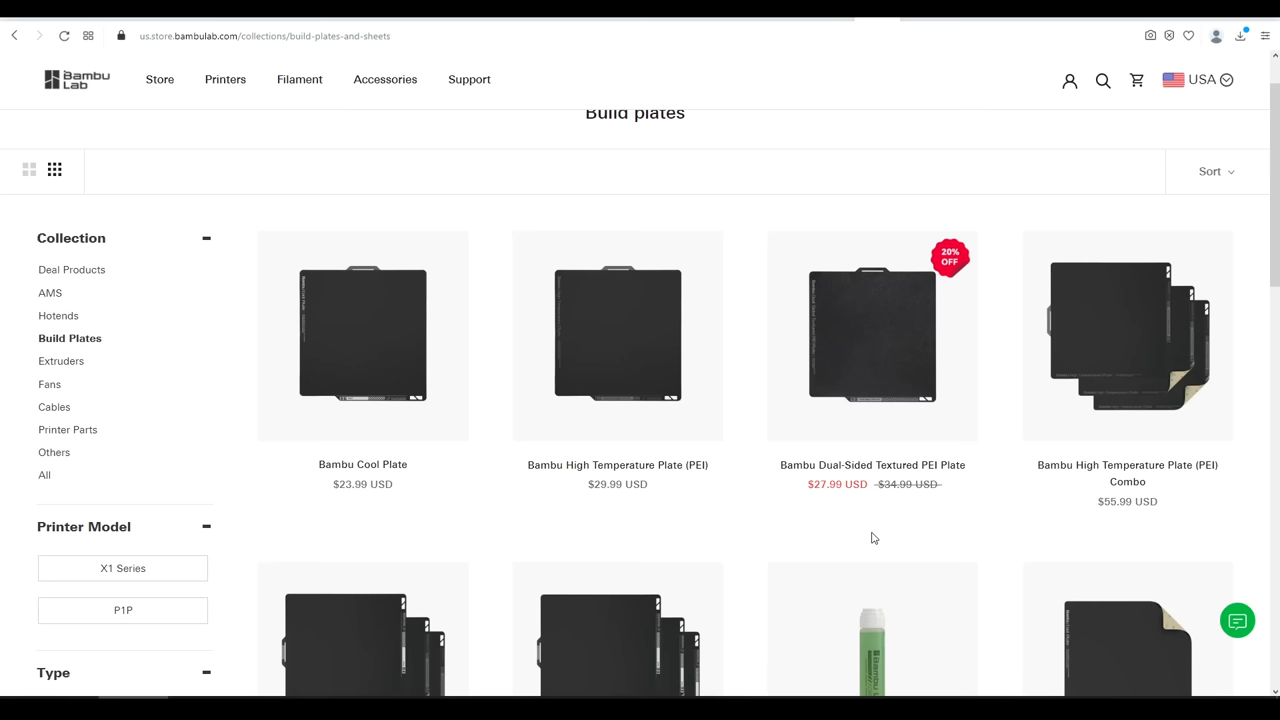 us.store.bambulab.com/collections/build-plates-and-sheets
Bambu Lab
Store
Printers
Filament
Accessories
Support
USA
Build plates
Sort
Collection
Deal Products
AMS
Hotends
Build Plates
Extruders
Fans
Cables
Printer Parts
Others
All
Printer Model
X1 Series
P1P
Type
Bambu Cool Plate
$23.99 USD
Bambu High Temperature Plate (PEI)
$29.99 USD
20%
OFF
Bambu Dual-Sided Textured PEI Plate
$27.99 USD $34.99 USD
Bambu High Temperature Plate (PEI)
Combo
$55.99 USD